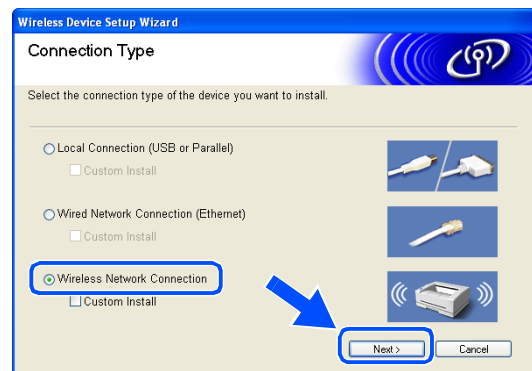 Wireless Device Setup Wizard
Connection Type
Select the connection type of the device you want to install.
Local Connection (USB or Parallel)
Custom Install
Wired Network Connection (Ethernet)
Custom Install
Wireless Network Connection
Custom Install
Next > Cancel